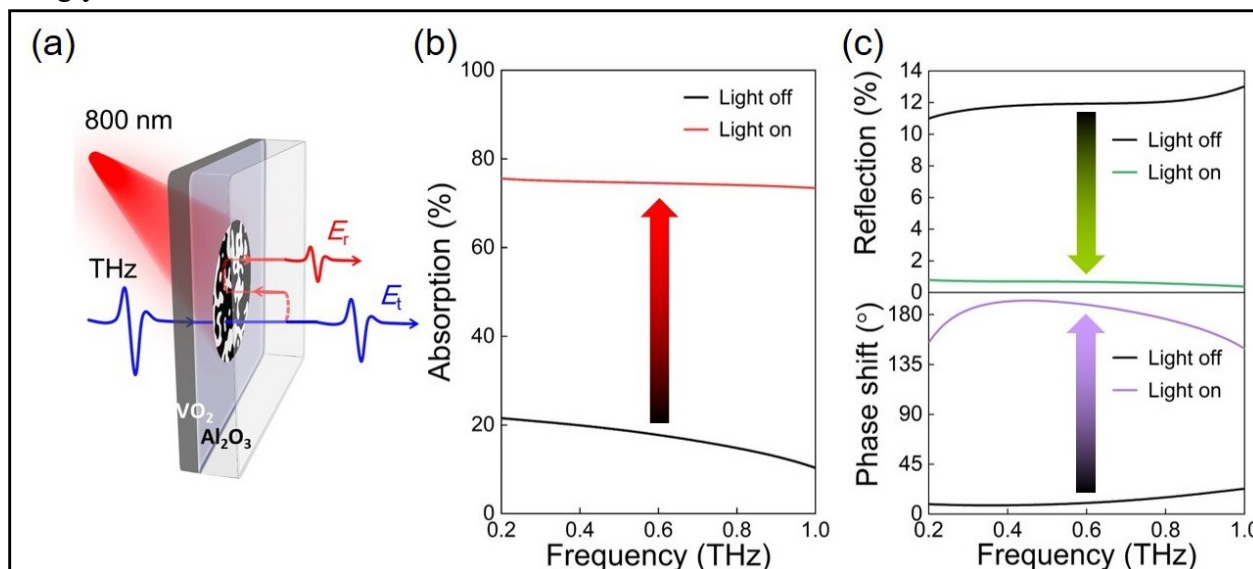 (a)
800 nm
THz
E_r
E_t
VO₂
Al₂O₃
(b)
Absorption (%)
100
80
60
40
20
0
Light off
Light on
0.2 0.4 0.6 0.8 1.0
Frequency (THz)
(c)
Reflection (%)
14
12
10
8
6
4
2
0
Light off
Light on
Phase shift (°)
180
135
90
45
0
Light off
Light on
0.2 0.4 0.6 0.8 1.0
Frequency (THz)